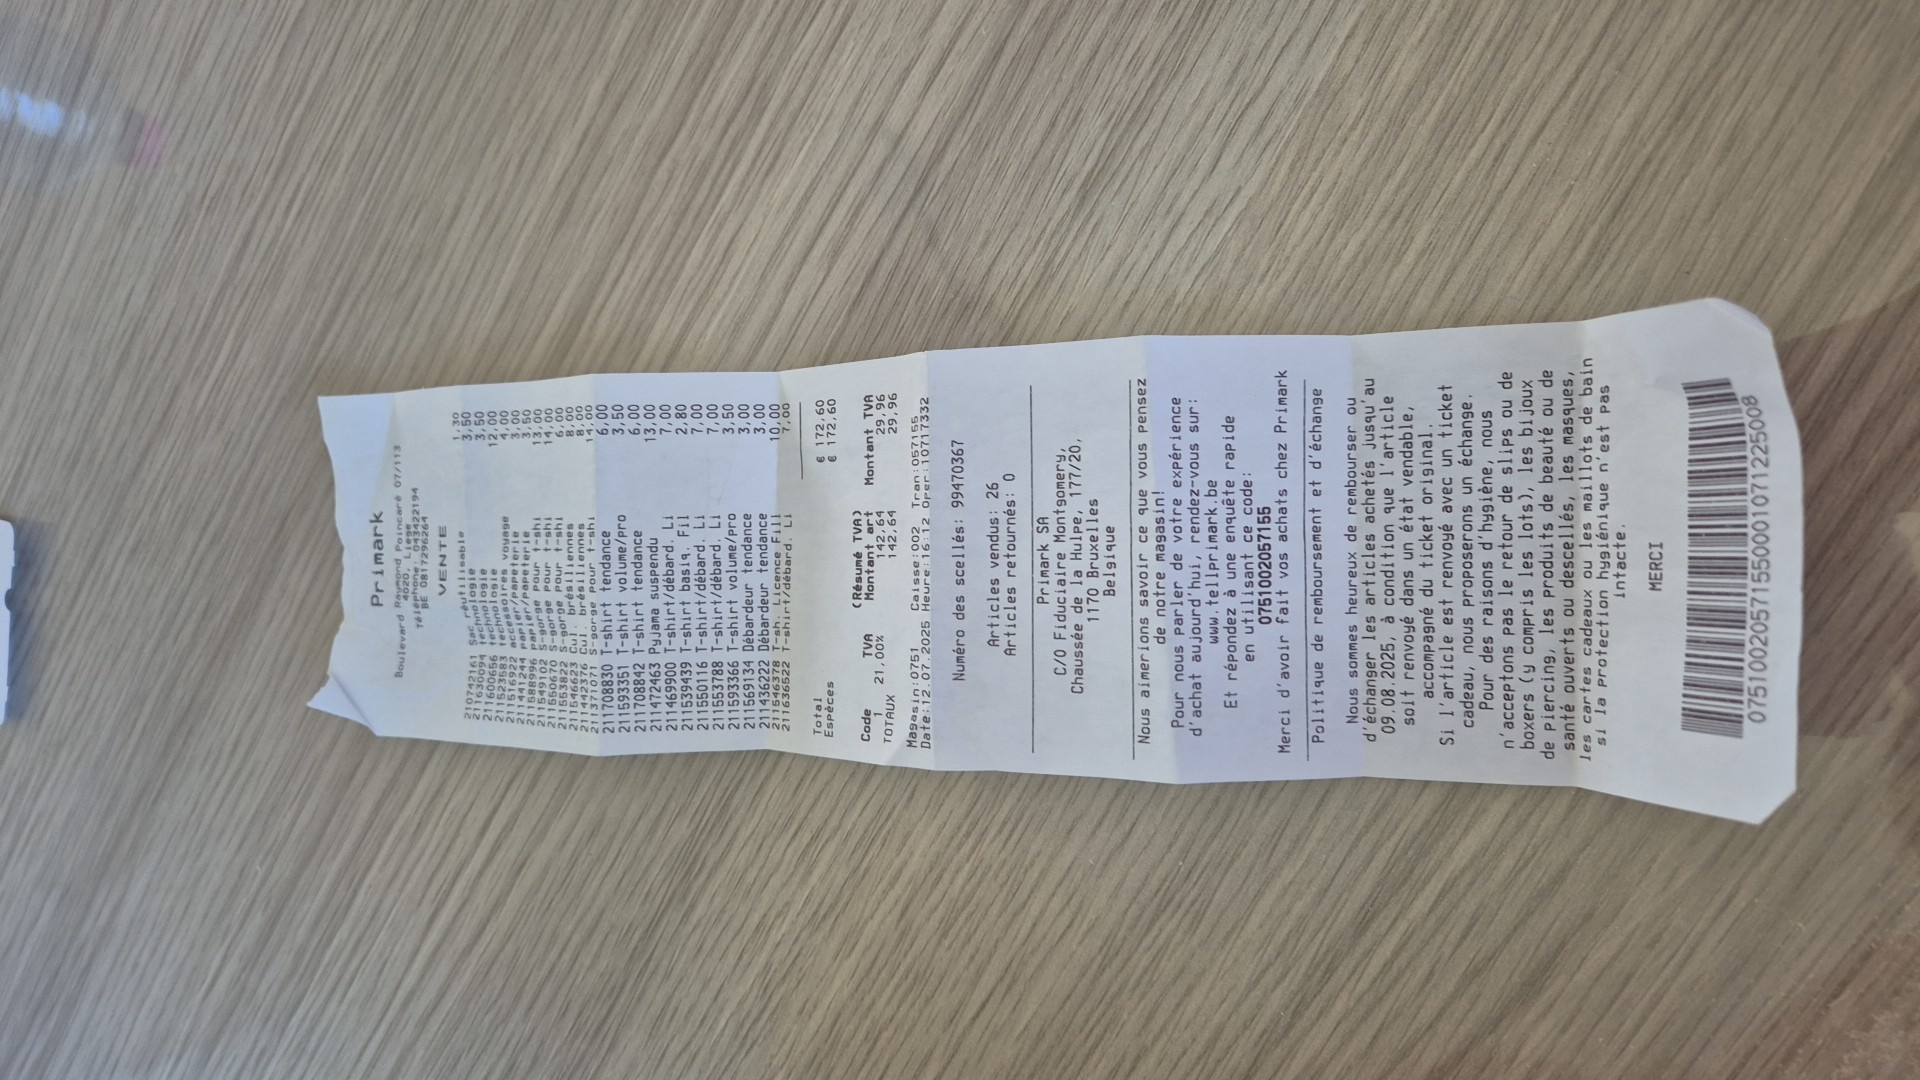 Primark
Boulevard Raymond Poincaré 07/113
4020, Liege
Téléphone: 043422194
BE 0817296264
VENTE
210742161 Sac réutilisable 1,30
211630094 technologie 3,50
211600656 technologie 3,50
211523583 technologie 12,00
211516922 accessoires voyage 4,00
211441244 papier/papeterie 3,00
211588996 papier/papeterie 3,50
211549102 S-gorge pour t-shi 13,00
211550670 S-gorge pour t-shi 14,00
211553822 S-gorge pour t-shi 6,00
211546623 Cul. brésiliennes 8,00
211442376 Cul. brésiliennes 8,00
211371071 S-gorge pour t-shi 14,00
211708830 T-shirt tendance 6,00
211593351 T-shirt volume/pro 3,50
211708842 T-shirt tendance 6,00
211472463 Pyjama suspendu 13,00
211469900 T-shirt/débard. Li 7,00
211539439 T-shirt basiq. Fil 2,80
211550116 T-shirt/débard. Li 7,00
211553788 T-shirt/débard. Li 7,00
211593366 T-shirt volume/pro 3,50
211569134 Débardeur tendance 3,00
211436222 Débardeur tendance 3,00
211546378 T-sh. Licence Fill 10,00
211636522 T-shirt/débard. Li 7,00
Total € 172,60
Espèces € 172,60
(Résumé TVA)
Code TVA Montant art Montant TVA
1 21,00% 142,64 29,96
TOTAUX 142,64 29,96
Magasin:0751 Caisse:002 Tran:057155
Date:12.07.2025 Heure:16:12 Oper:10717332
Numéro des scellés: 99470367
Articles vendus: 26
Articles retournés: 0
Primark SA
C/O Fiduciaire Montgomery,
Chaussée de la Hulpe, 177/20,
1170 Bruxelles
Belgique
Nous aimerions savoir ce que vous pensez
de notre magasin!
Pour nous parler de votre expérience
d'achat aujourd'hui, rendez-vous sur:
www.tellprimark.be
Et répondez à une enquête rapide
en utilisant ce code:
0751002057155
Merci d'avoir fait vos achats chez Primark
Politique de remboursement et d'échange
Nous sommes heureux de rembourser ou
d'échanger les articles achetés jusqu'au
09.08.2025, à condition que l'article
soit renvoyé dans un état vendable,
accompagné du ticket original.
Si l'article est renvoyé avec un ticket
cadeau, nous proposerons un échange.
Pour des raisons d'hygiène, nous
n'acceptons pas le retour de slips ou de
boxers (y compris les lots), les bijoux
de piercing, les produits de beauté ou de
santé ouverts ou descellés, les masques,
les cartes cadeaux ou les maillots de bain
si la protection hygiénique n'est pas
intacte.
MERCI
07510020571550001071225008